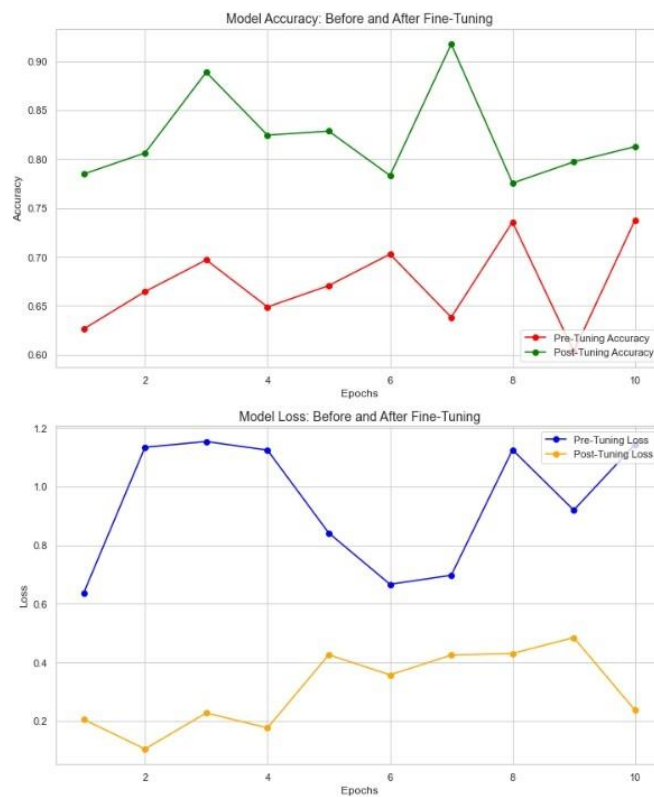 Model Accuracy: Before and After Fine-Tuning
0.90
0.85
0.80
0.75
0.70
0.65
0.60
Accuracy
Pre-Tuning Accuracy
Post-Tuning Accuracy
2 4 6 8 10
Epochs
Model Loss: Before and After Fine-Tuning
1.2
1.0
0.8
0.6
0.4
0.2
Loss
Pre-Tuning Loss
Post-Tuning Loss
2 4 6 8 10
Epochs